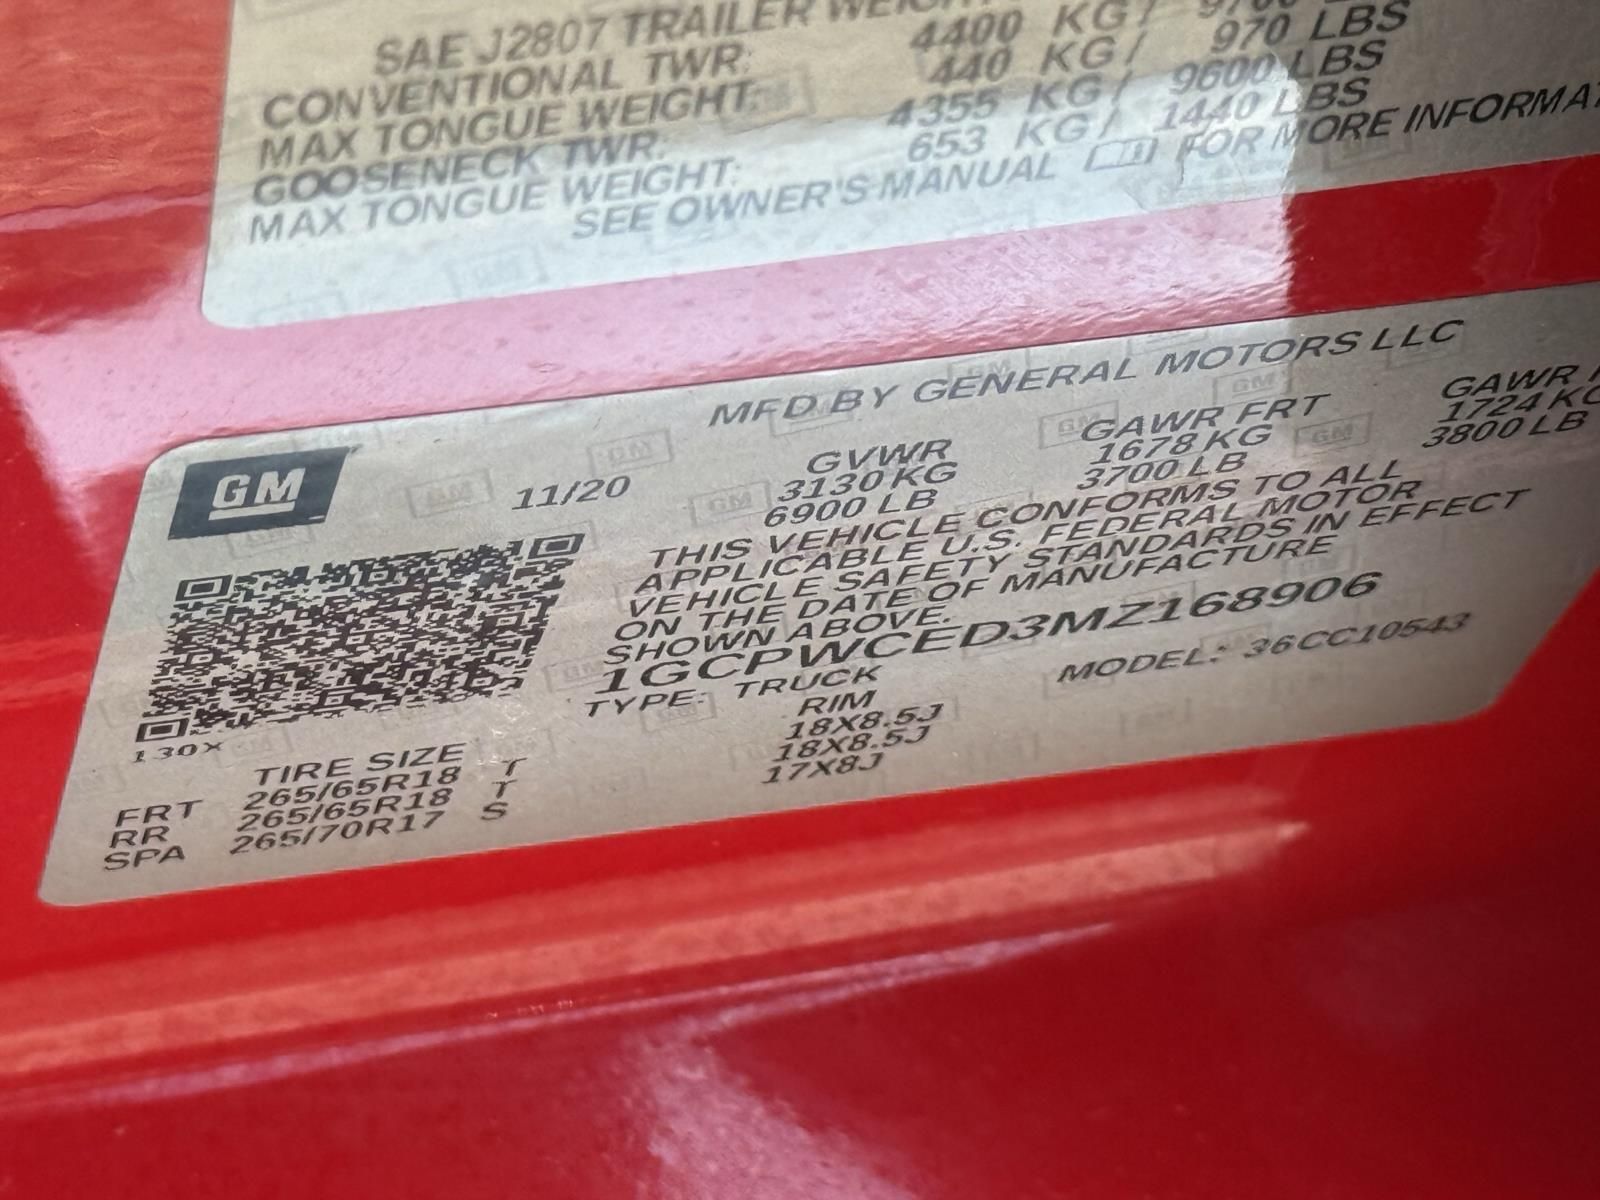 SAE J2807 TRAILER
CONVENTIONAL TWR: 4400 KG/ 9700
MAX TONGUE WEIGHT: 440 KG/ 970 LBS
GOOSENECK TWR: 4355 KG/ 9600 LBS
MAX TONGUE WEIGHT: 653 KG/ 1440 LBS
SEE OWNER'S MANUAL FOR MORE
MFD BY GENERAL MOTORS LLC
GM
11/20
GVWR GAWR FRT GAWR
3130 KG 1678 KG 1724
6900 LB 3700 LB 3800 LB
THIS VEHICLE CONFORMS TO ALL
APPLICABLE U.S. FEDERAL MOTOR
VEHICLE SAFETY STANDARDS IN EFFECT
ON THE DATE OF MANUFACTURE
SHOWN ABOVE.
1GCPWCED3MZ168906
TYPE: TRUCK MODEL: 36CC10543
130X
TIRE SIZE RIM
FRT 265/65R18 T 18X8.5J
RR 265/65R18 T 18X8.5J
SPA 265/70R17 S 17X8J